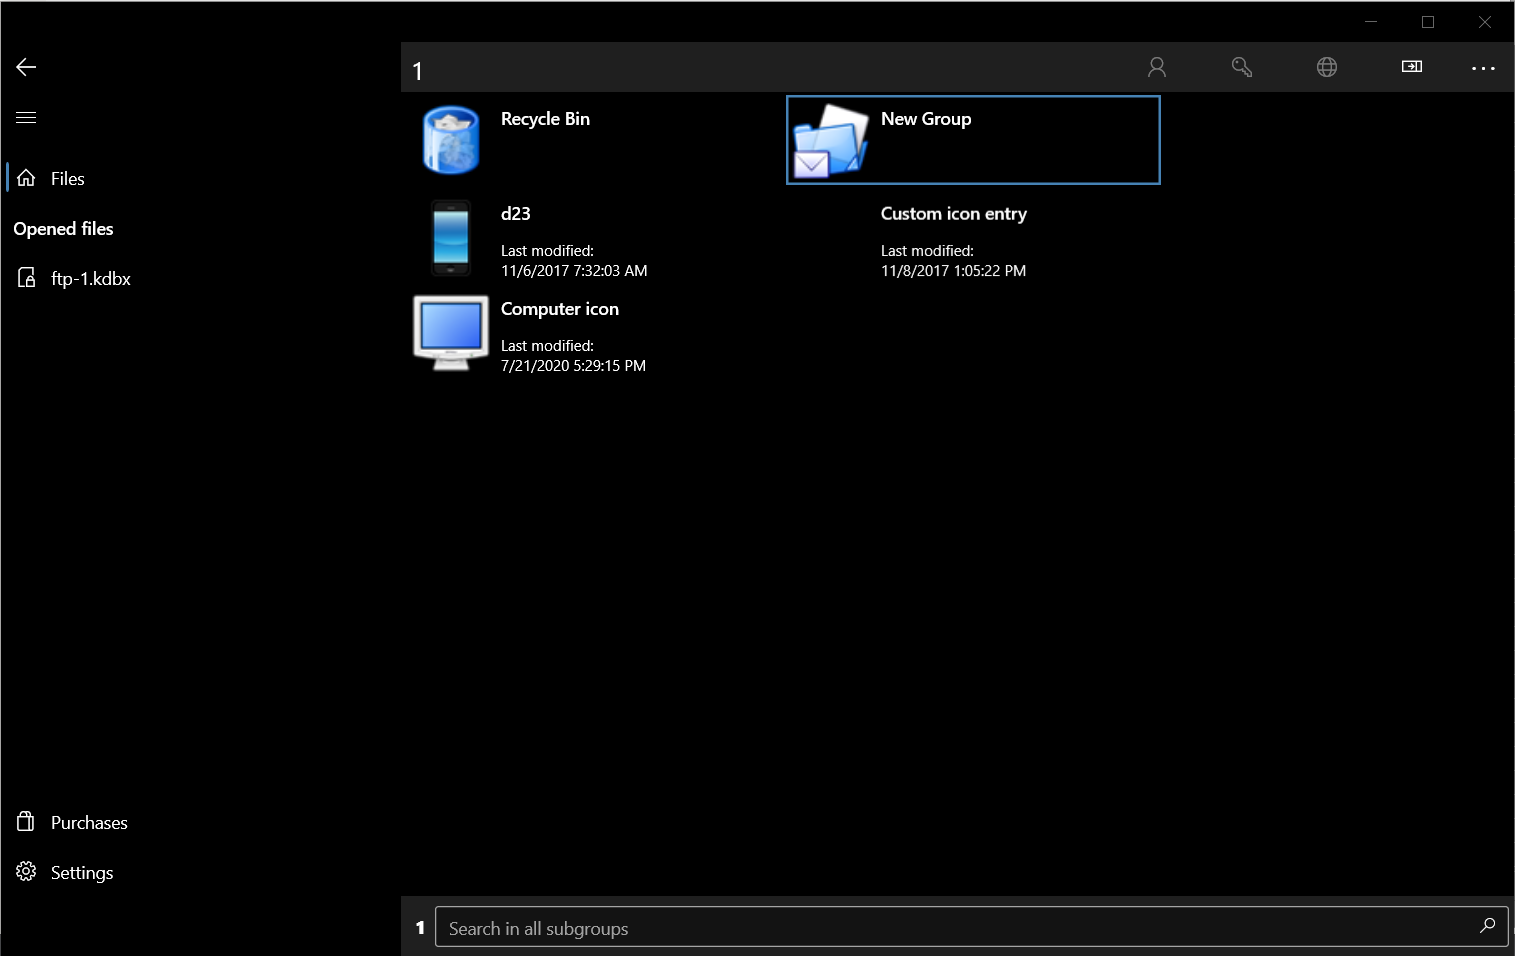 1
Files
Opened files
ftp-1.kdbx
Purchases
Settings
Recycle Bin
New Group
d23
Last modified:
11/6/2017 7:32:03 AM
Custom icon entry
Last modified:
11/8/2017 1:05:22 PM
Computer icon
Last modified:
7/21/2020 5:29:15 PM
1
Search in all subgroups